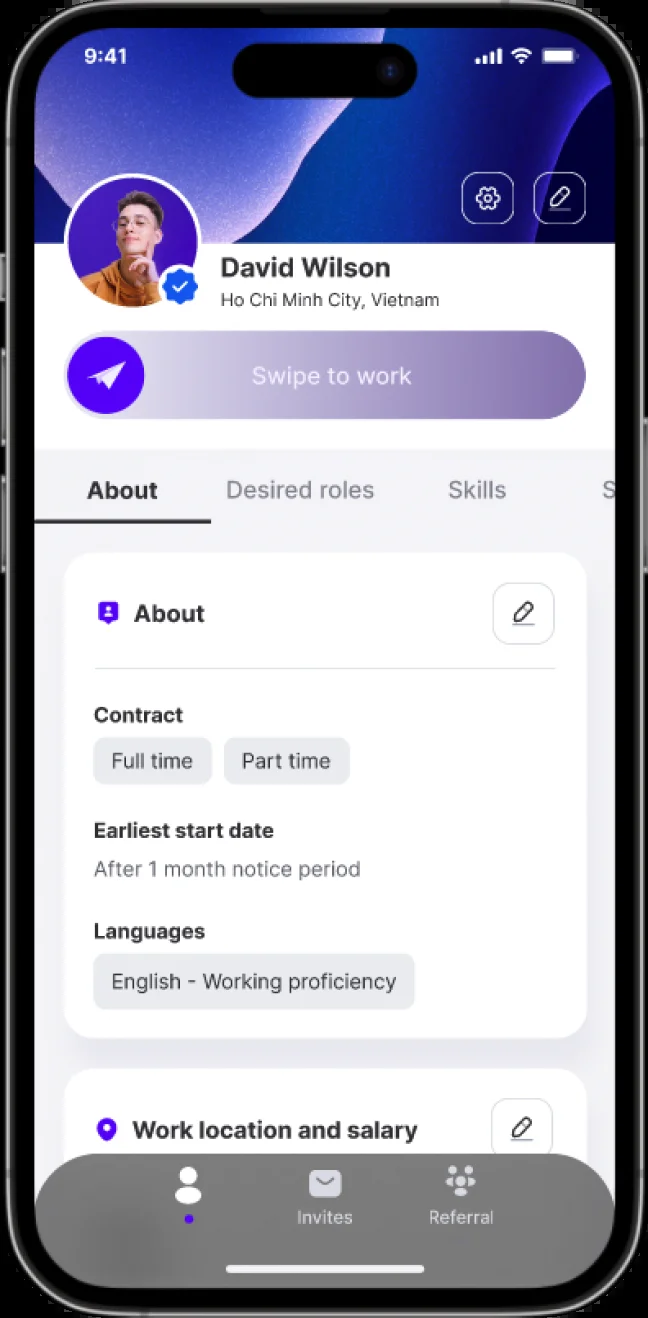 9:41
David Wilson
Ho Chi Minh City, Vietnam
Swipe to work
About Desired roles Skills S
About
Contract
Full time Part time
Earliest start date
After 1 month notice period
Languages
English - Working proficiency
Work location and salary
Invites Referral